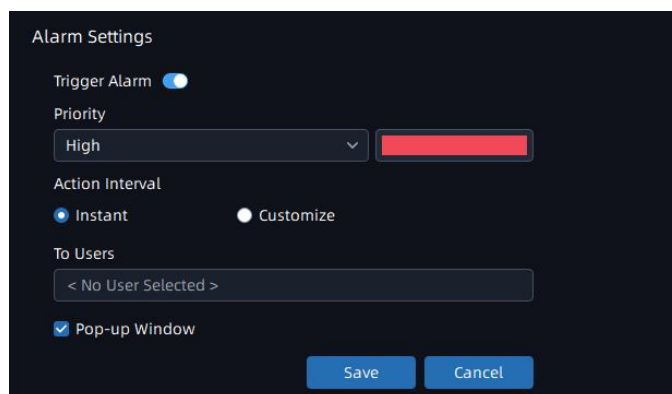 Alarm Settings
Trigger Alarm
Priority
High
Action Interval
Instant Customize
To Users
< No User Selected >
Pop-up Window
Save Cancel